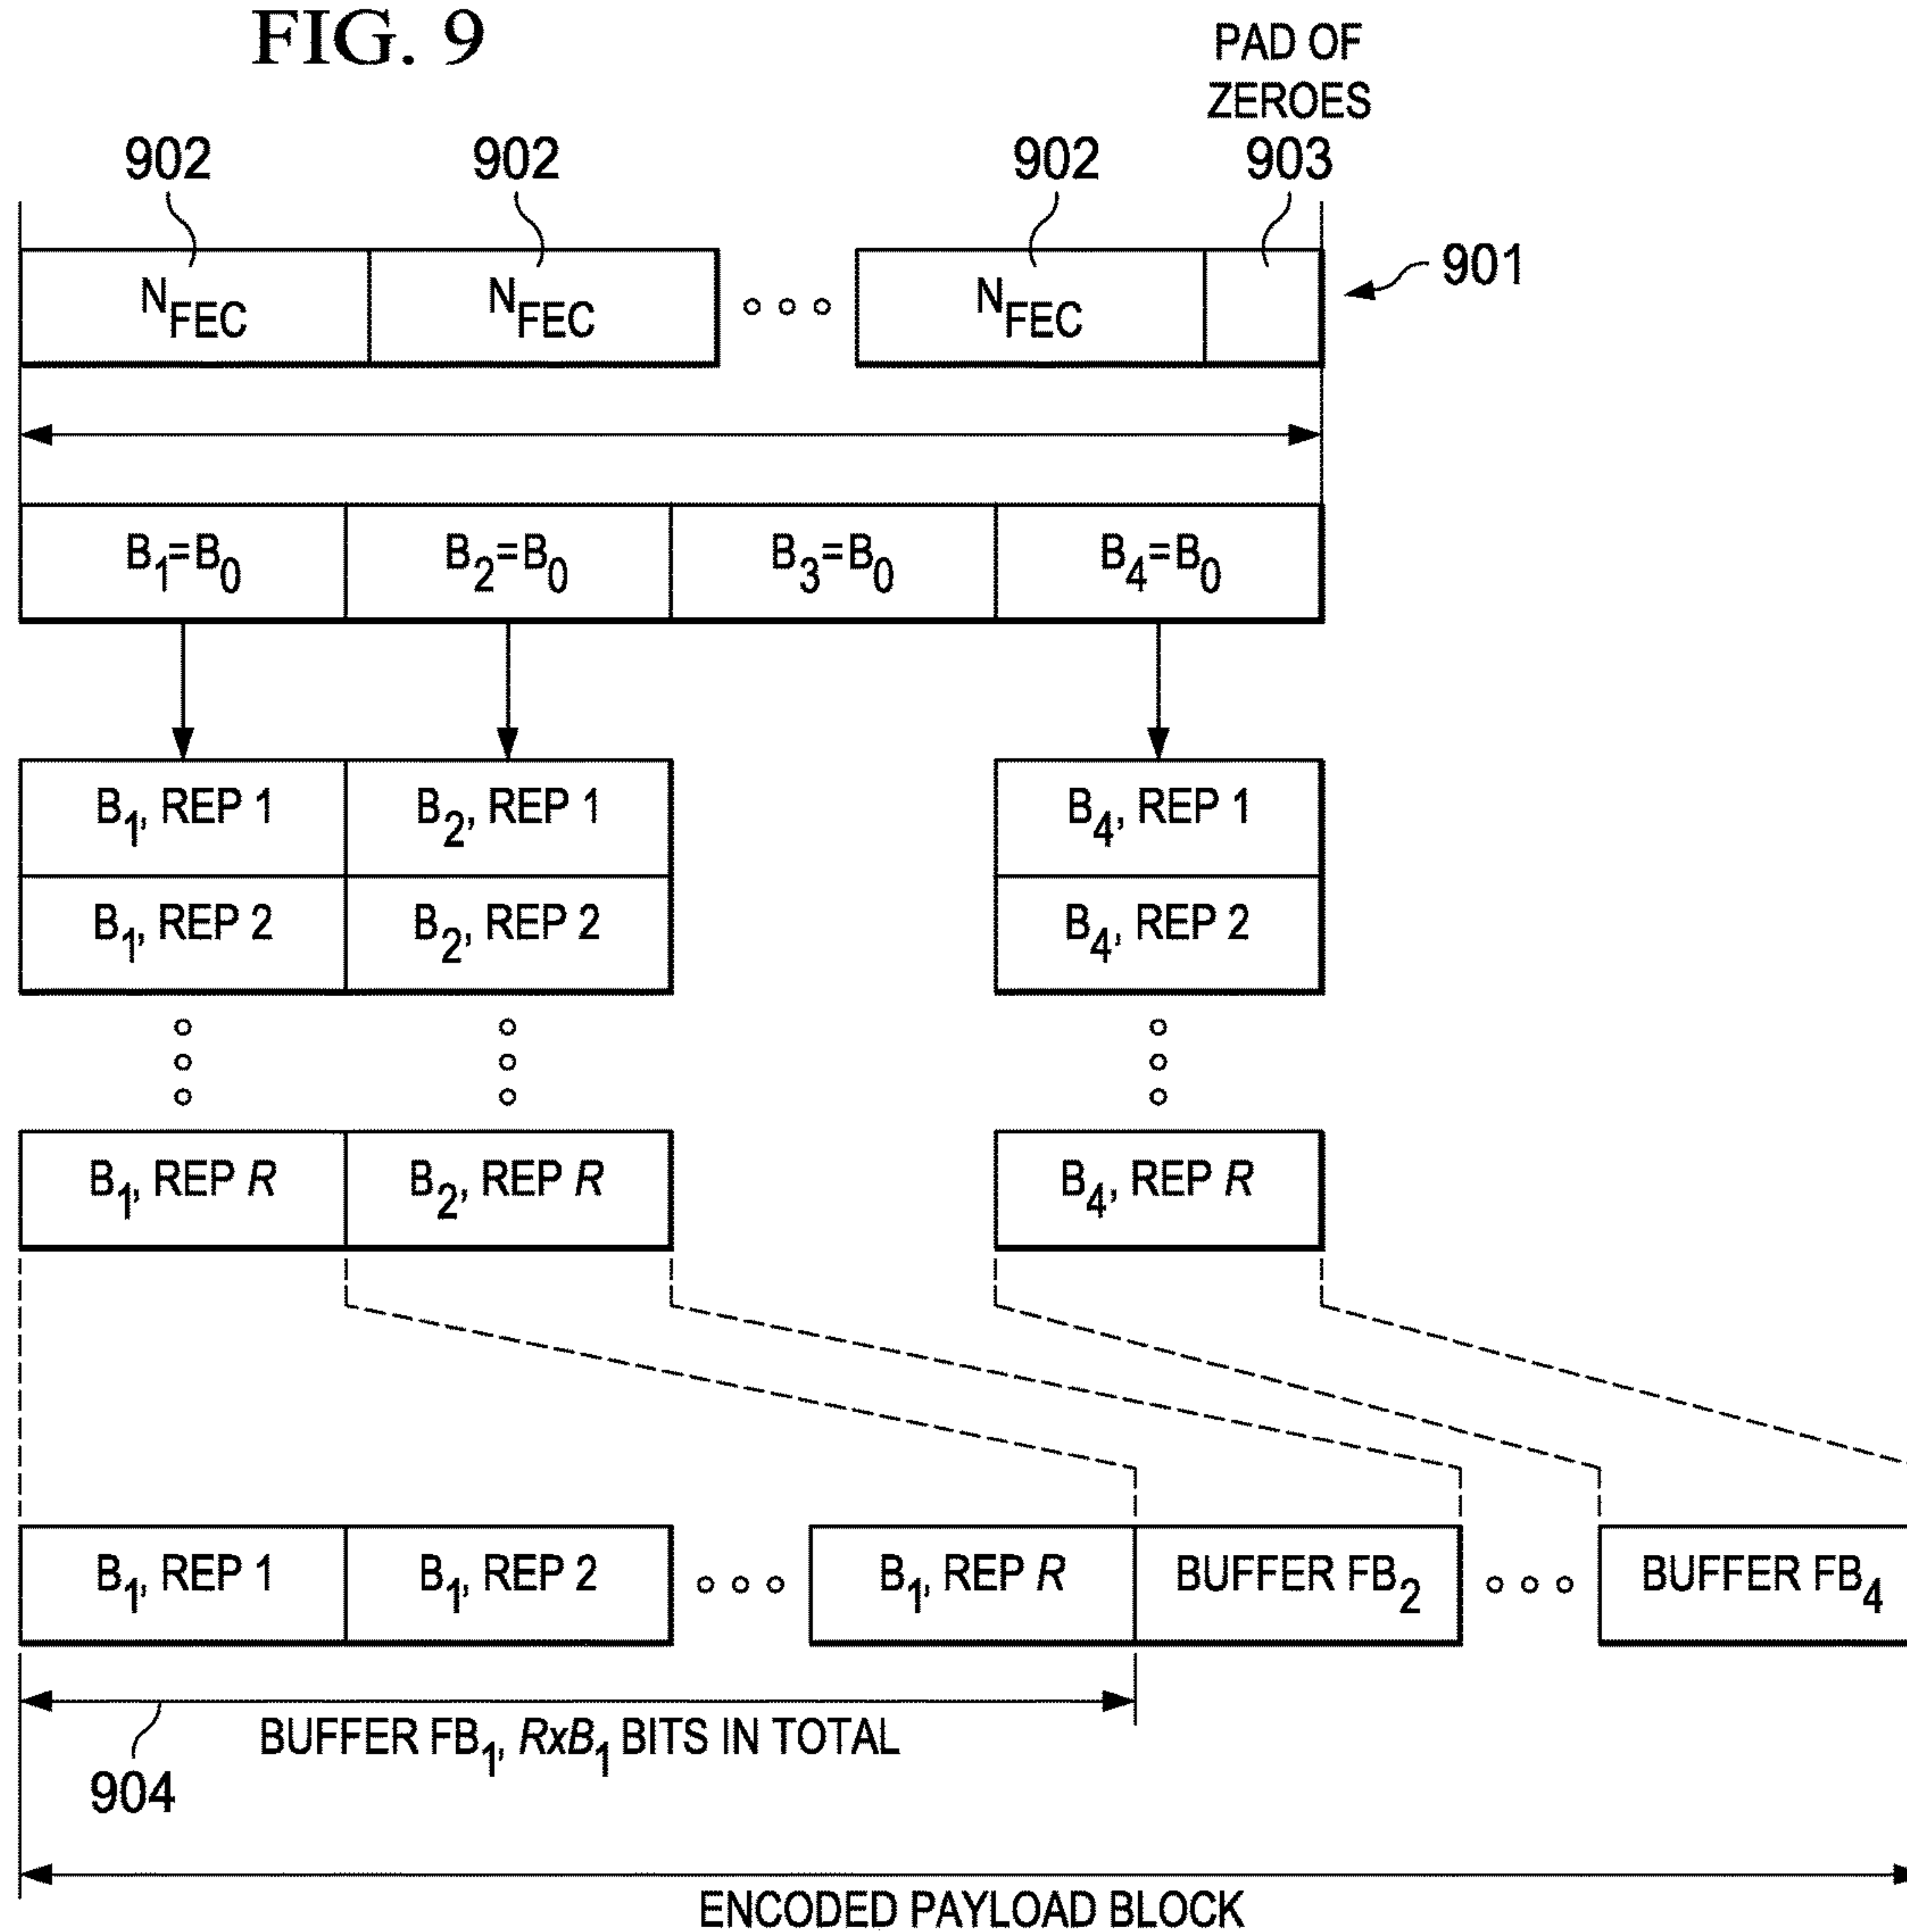 FIG. 9
PAD OF
ZEROES
902 902 902 903
N_FEC N_FEC N_FEC 901
B₁=B₀ B₂=B₀ B₃=B₀ B₄=B₀
B₁, REP 1 B₂, REP 1 B₄, REP 1
B₁, REP 2 B₂, REP 2 B₄, REP 2
B₁, REP R B₂, REP R B₄, REP R
B₁, REP 1 B₁, REP 2 B₁, REP R BUFFER FB₂ BUFFER FB₄
BUFFER FB₁, RxB₁ BITS IN TOTAL
904
ENCODED PAYLOAD BLOCK